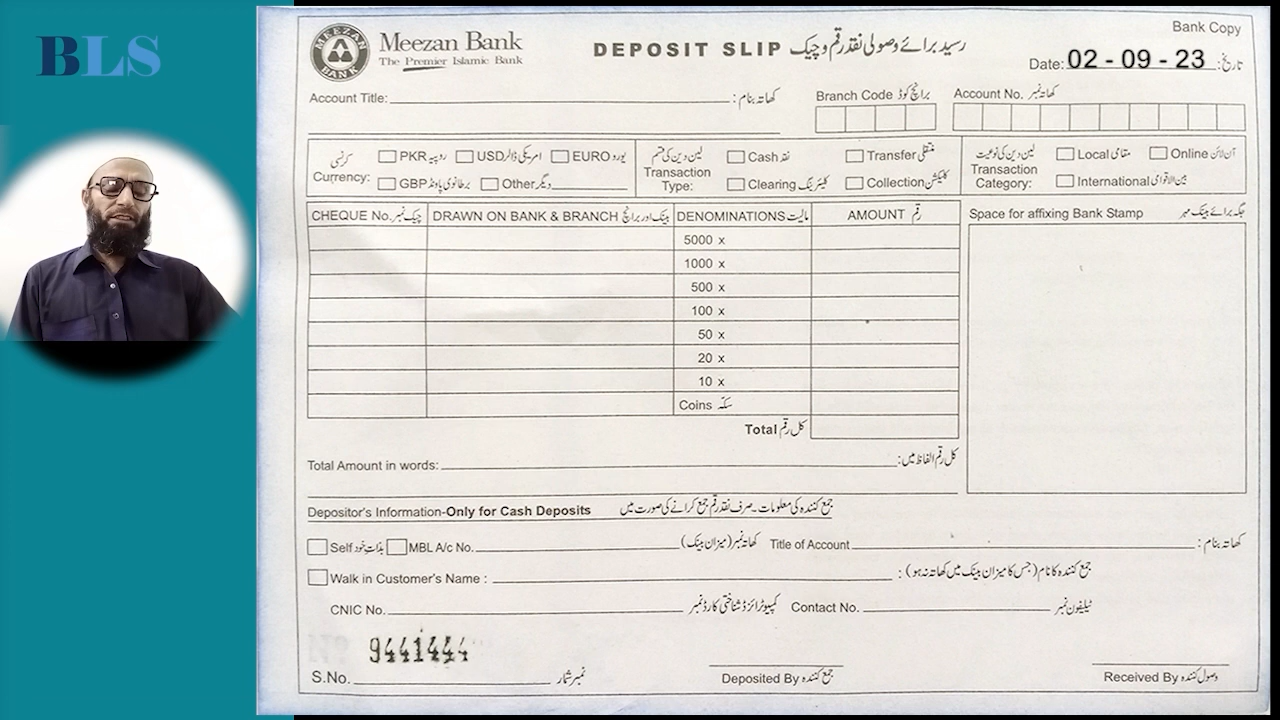 BLS
Bank Copy
MEEZAN BANK
Meezan Bank
The Premier Islamic Bank
DEPOSIT SLIP رسید برائے وصولی نقد رقم و چیک
Date: 02 - 09 - 23 تاریخ:
Account Title: کھاتہ بنام:
Branch Code برانچ کوڈ
Account No. کھاتہ نمبر
کرنسی Currency:
PKR روپیہ USD امریکی ڈالر EURO یورو
GBP برطانوی پاؤنڈ Other دیگر
لین دین کی قسم Transaction Type:
Cash نقد Transfer منتقلی
Clearing کلیئرنگ Collection کلیکشن
لین دین کی نوعیت Transaction Category:
Local مقامی Online آن لائن
International بین الاقوامی
CHEQUE No. چیک نمبر DRAWN ON BANK & BRANCH بینک اور برانچ DENOMINATIONS مالیت AMOUNT رقم
Space for affixing Bank Stamp جگہ برائے بینک مہر
5000 x
1000 x
500 x
100 x
50 x
20 x
10 x
Coins سکّہ
Total کل رقم
Total Amount in words: کل رقم الفاظ میں:
Depositor's Information-Only for Cash Deposits جمع کنندہ کی معلومات ۔ صرف نقد رقم جمع کرانے کی صورت میں
Self بذاتِ خود MBL A/c No. کھاتہ نمبر (میزان بینک) Title of Account کھاتہ بنام:
Walk in Customer's Name : جمع کنندہ کا نام (جس کا میزان بینک میں کھاتہ نہ ہو) :
CNIC No. کمپیوٹرائزڈ شناختی کارڈ نمبر Contact No. ٹیلیفون نمبر
Nº 9441444
S.No. نمبر شمار
Deposited By جمع کنندہ
Received By وصول کنندہ